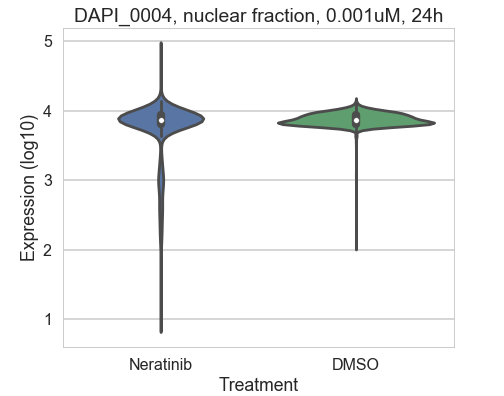 DAPI_0004, nuclear fraction, 0.001uM, 24h
Expression (log10)
5
4
3
2
1
Neratinib DMSO
Treatment